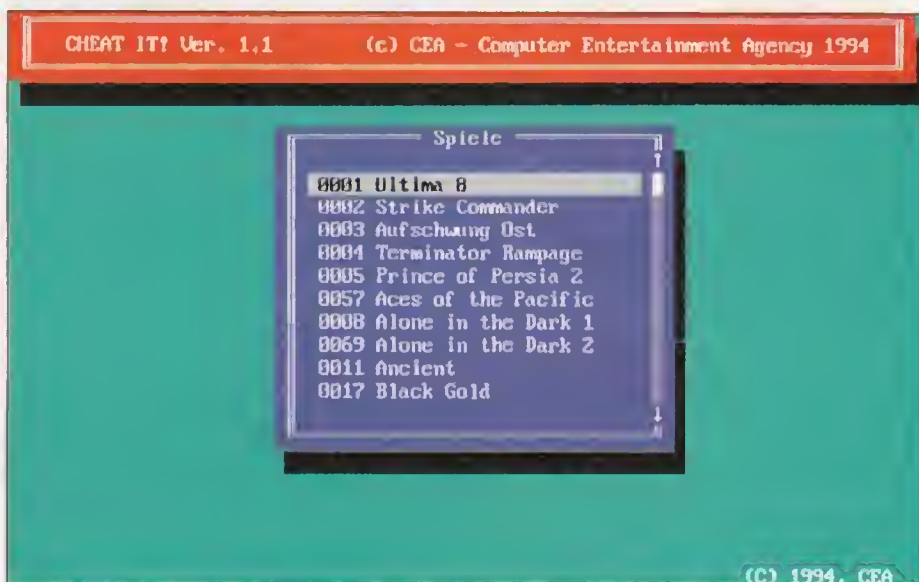 CHEAT IT! Ver. 1.1 (c) CEA - Computer Entertainment Agency 1994
Spiele
0001 Ultima 8
0002 Strike Commander
0003 Aufschwung Ost
0004 Terminator Rampage
0005 Prince of Persia 2
0057 Aces of the Pacific
0008 Alone in the Dark 1
0069 Alone in the Dark 2
0011 Ancient
0017 Black Gold
(C) 1994, CEA